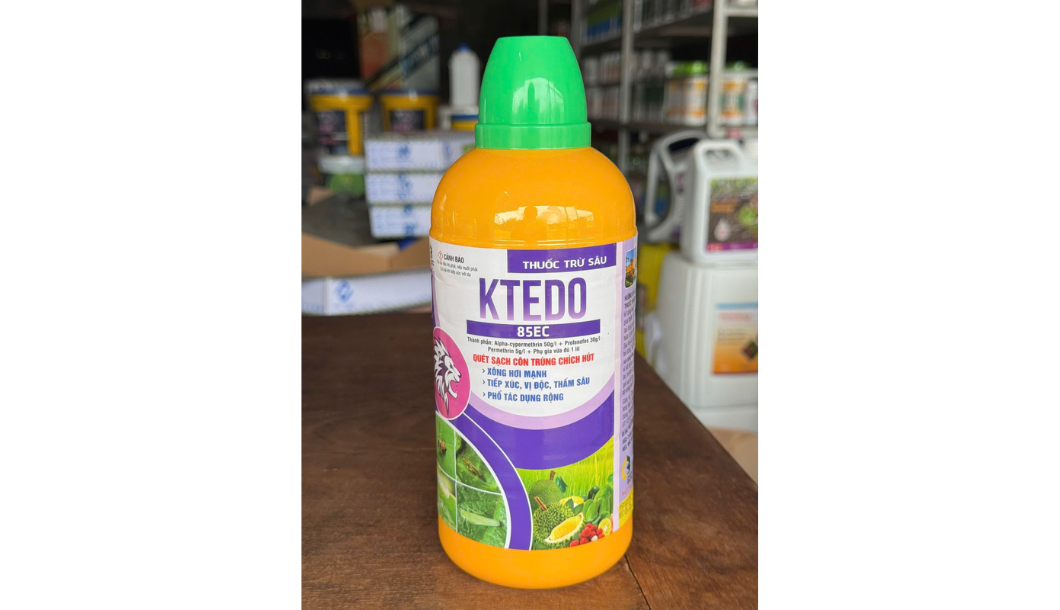 CẢNH BÁO
THUỐC TRỪ SÂU
KTEDO
85EC
Thành phần: Alpha-cypermethrin 50g/l + Profenofos 30g/l
Permethrin 5g/l + Phụ gia vừa đủ 1 lít
QUÉT SẠCH CÔN TRÙNG CHÍCH HÚT
› XÔNG HƠI MẠNH
› TIẾP XÚC, VỊ ĐỘC, THẤM SÂU
› PHỔ TÁC DỤNG RỘNG